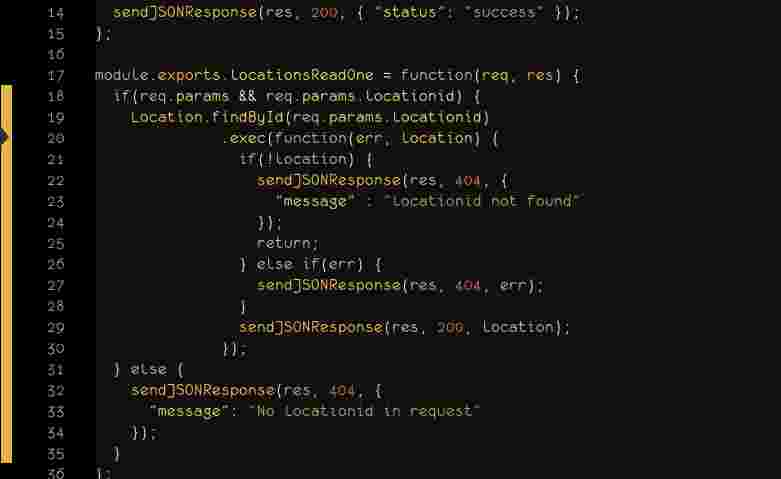 14 sendJSONResponse(res, 200, { "status": "success" });
15 };
16
17 module.exports.locationsReadOne = function(req, res) {
18 if(req.params && req.params.locationid) {
19 Location.findById(req.params.locationid)
20 .exec(function(err, location) {
21 if(!location) {
22 sendJSONResponse(res, 404, {
23 "message" : "locationid not found"
24 });
25 return;
26 } else if(err) {
27 sendJSONResponse(res, 404, err);
28 }
29 sendJSONResponse(res, 200, location);
30 });
31 } else {
32 sendJSONResponse(res, 404, {
33 "message": "No locationid in request"
34 });
35 }
36 };